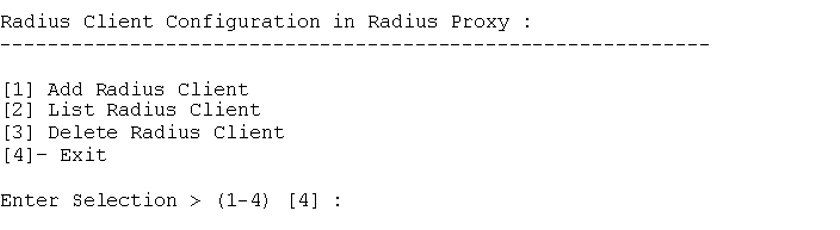 Radius Client Configuration in Radius Proxy :
------------------------------------------------------------
[1] Add Radius Client
[2] List Radius Client
[3] Delete Radius Client
[4]- Exit
Enter Selection > (1-4) [4] :